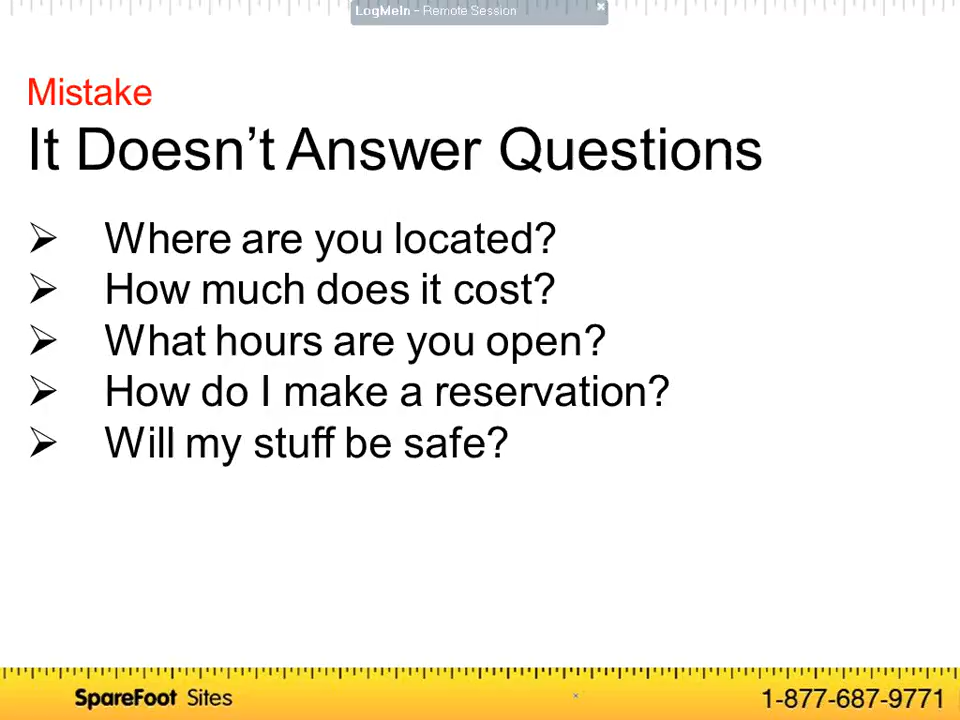 LogMeIn - Remote Session
Mistake
It Doesn't Answer Questions
➢ Where are you located?
➢ How much does it cost?
➢ What hours are you open?
➢ How do I make a reservation?
➢ Will my stuff be safe?
SpareFoot Sites
1-877-687-9771